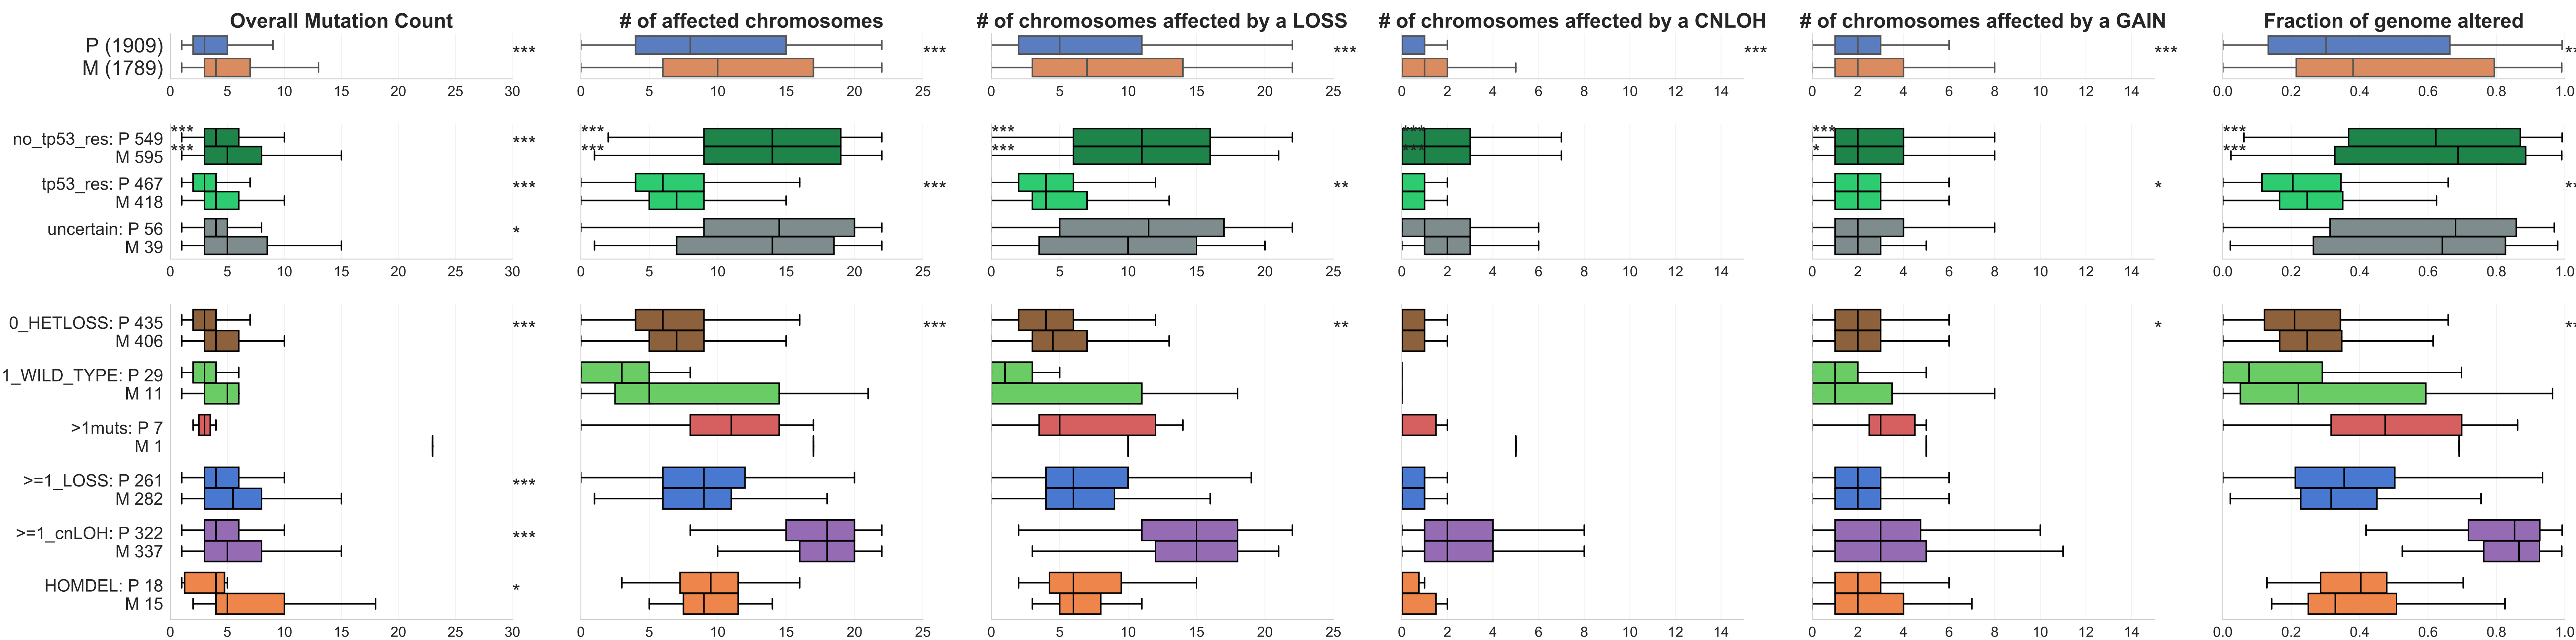 Overall Mutation Count
# of affected chromosomes
# of chromosomes affected by a LOSS
# of chromosomes affected by a CNLOH
# of chromosomes affected by a GAIN
Fraction of genome altered
P (1909)
M (1789)
*** *** *** *** *** **
0 5 10 15 20 25 30
5 10 15 20 25
0 5 10 15 20 25
0 2 4 6 8 10 12 14
2 4 6 8 10 12 14
0.0 0.2 0.4 0.6 0.8 1.0
no_tp53_res: P 549
M 595
*** *** *** *** *** *** ***
*** *** *** *** * ***
tp53_res: P 467
M 418
*** *** ** * **
uncertain: P 56
M 39
*
0 5 10 15 20 25 30
5 10 15 20 25
0 5 10 15 20 25
0 2 4 6 8 10 12 14
2 4 6 8 10 12 14
0.0 0.2 0.4 0.6 0.8 1.0
0_HETLOSS: P 435
M 406
*** *** ** * **
1_WILD_TYPE: P 29
M 11
>1muts: P 7
M 1
>=1_LOSS: P 261
M 282
***
>=1_cnLOH: P 322
M 337
***
HOMDEL: P 18
M 15
*
0 5 10 15 20 25 30
5 10 15 20 25
0 5 10 15 20 25
0 2 4 6 8 10 12 14
2 4 6 8 10 12 14
0.0 0.2 0.4 0.6 0.8 1.0